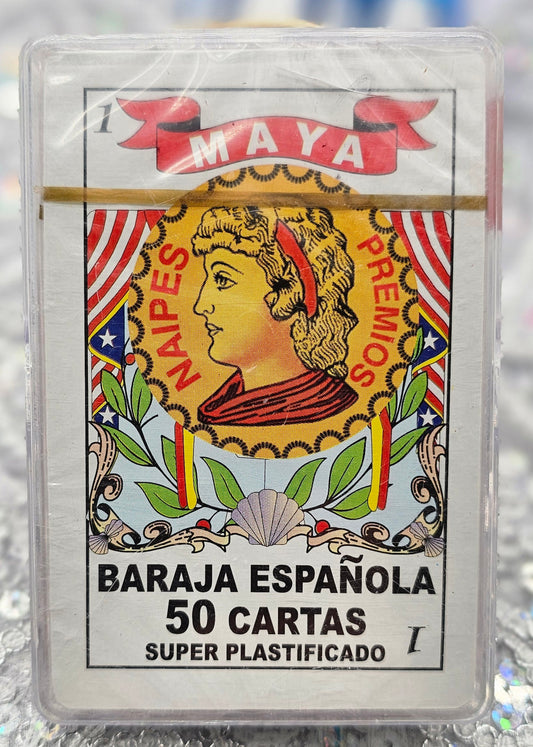 1
MAYA
NAIPES
PREMIOS
BARAJA ESPAÑOLA
50 CARTAS
SUPER PLASTIFICADO
1